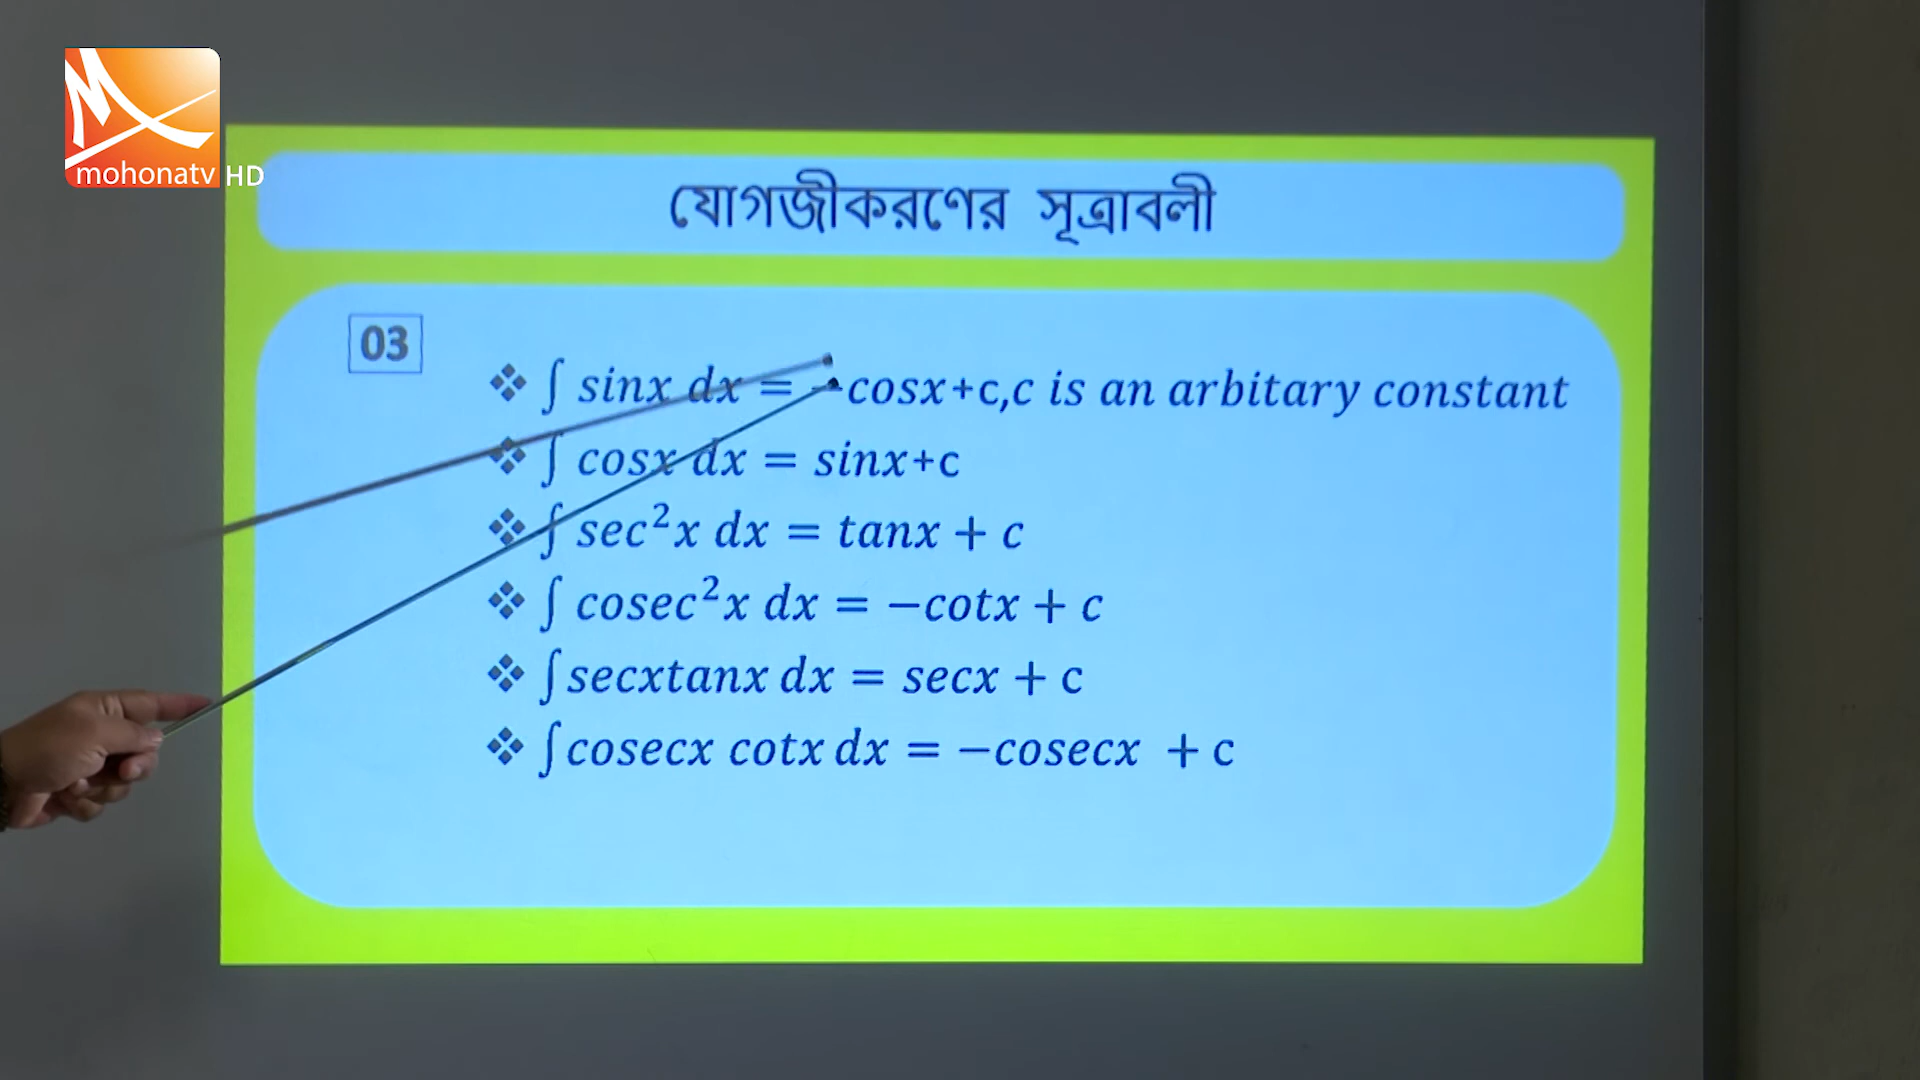 mohonatv HD
যোগজীকরণের সূত্রাবলী
03
❖ ∫ sinx dx = −cosx+c,c is an arbitary constant
❖ ∫ cosx dx = sinx+c
❖ ∫ sec²x dx = tanx + c
❖ ∫ cosec²x dx = −cotx + c
❖ ∫secxtanx dx = secx + c
❖ ∫cosecx cotx dx = −cosecx + c